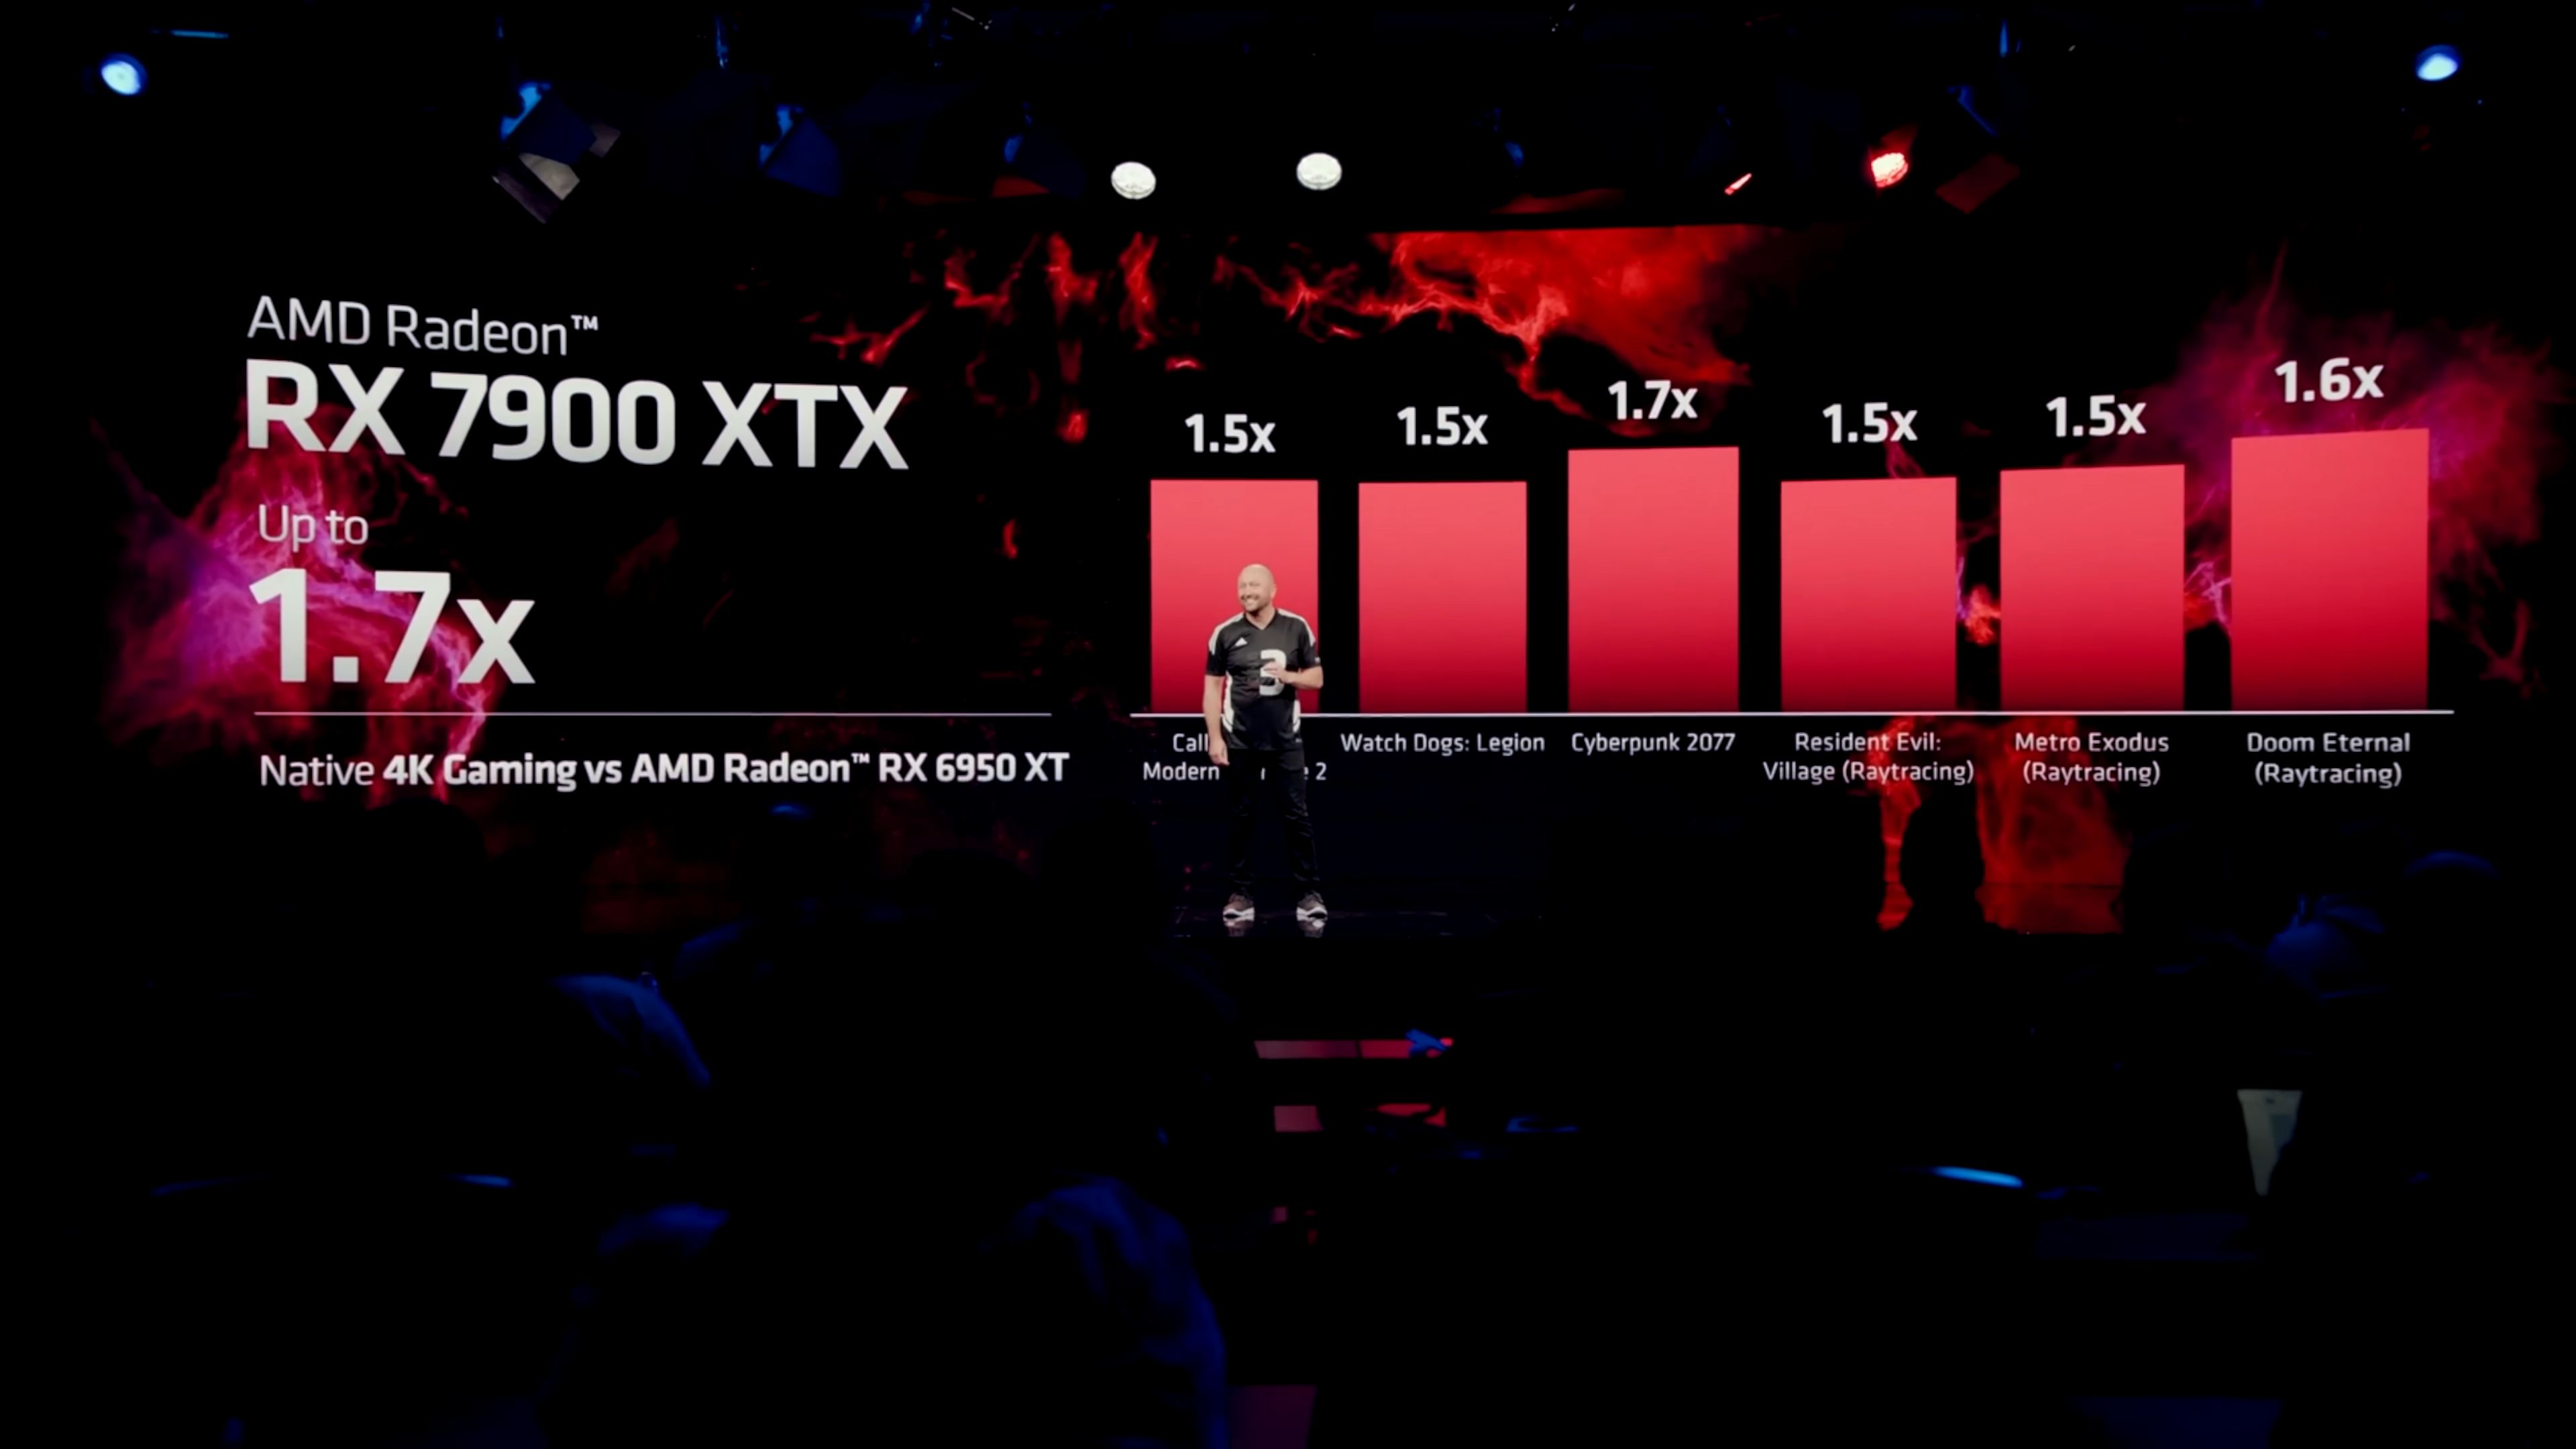 AMD Radeon™
RX 7900 XTX
Up to
1.7x
Native 4K Gaming vs AMD Radeon™ RX 6950 XT
1.5x
1.5x
1.7x
1.5x
1.5x
1.6x
Call
Modern 2
Watch Dogs: Legion
Cyberpunk 2077
Resident Evil:
Village (Raytracing)
Metro Exodus
(Raytracing)
Doom Eternal
(Raytracing)
3